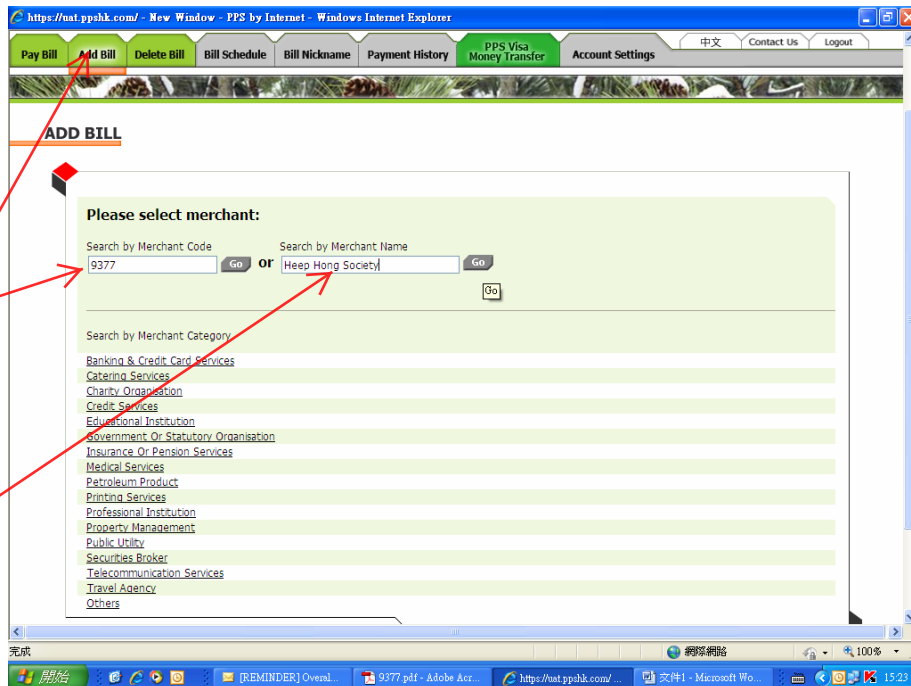 https://uat.ppshk.com/ - New Window - PPS by Internet - Windows Internet Explorer
中文 Contact Us Logout
Pay Bill Add Bill Delete Bill Bill Schedule Bill Nickname Payment History PPS Visa Money Transfer Account Settings
ADD BILL
Please select merchant:
Search by Merchant Code Search by Merchant Name
9377 Go or Heep Hong Society Go
Go
Search by Merchant Category
Banking & Credit Card Services
Catering Services
Charity Organisation
Credit Services
Educational Institution
Government Or Statutory Organisation
Insurance Or Pension Services
Medical Services
Petroleum Product
Printing Services
Professional Institution
Property Management
Public Utility
Securities Broker
Telecommunication Services
Travel Agency
Others
完成 網際網路 100%
開始 [REMINDER] Overal... 9377.pdf - Adobe Acr... https://uat.ppshk.com/ ... 文件1 - Microsoft Wo... 15:23